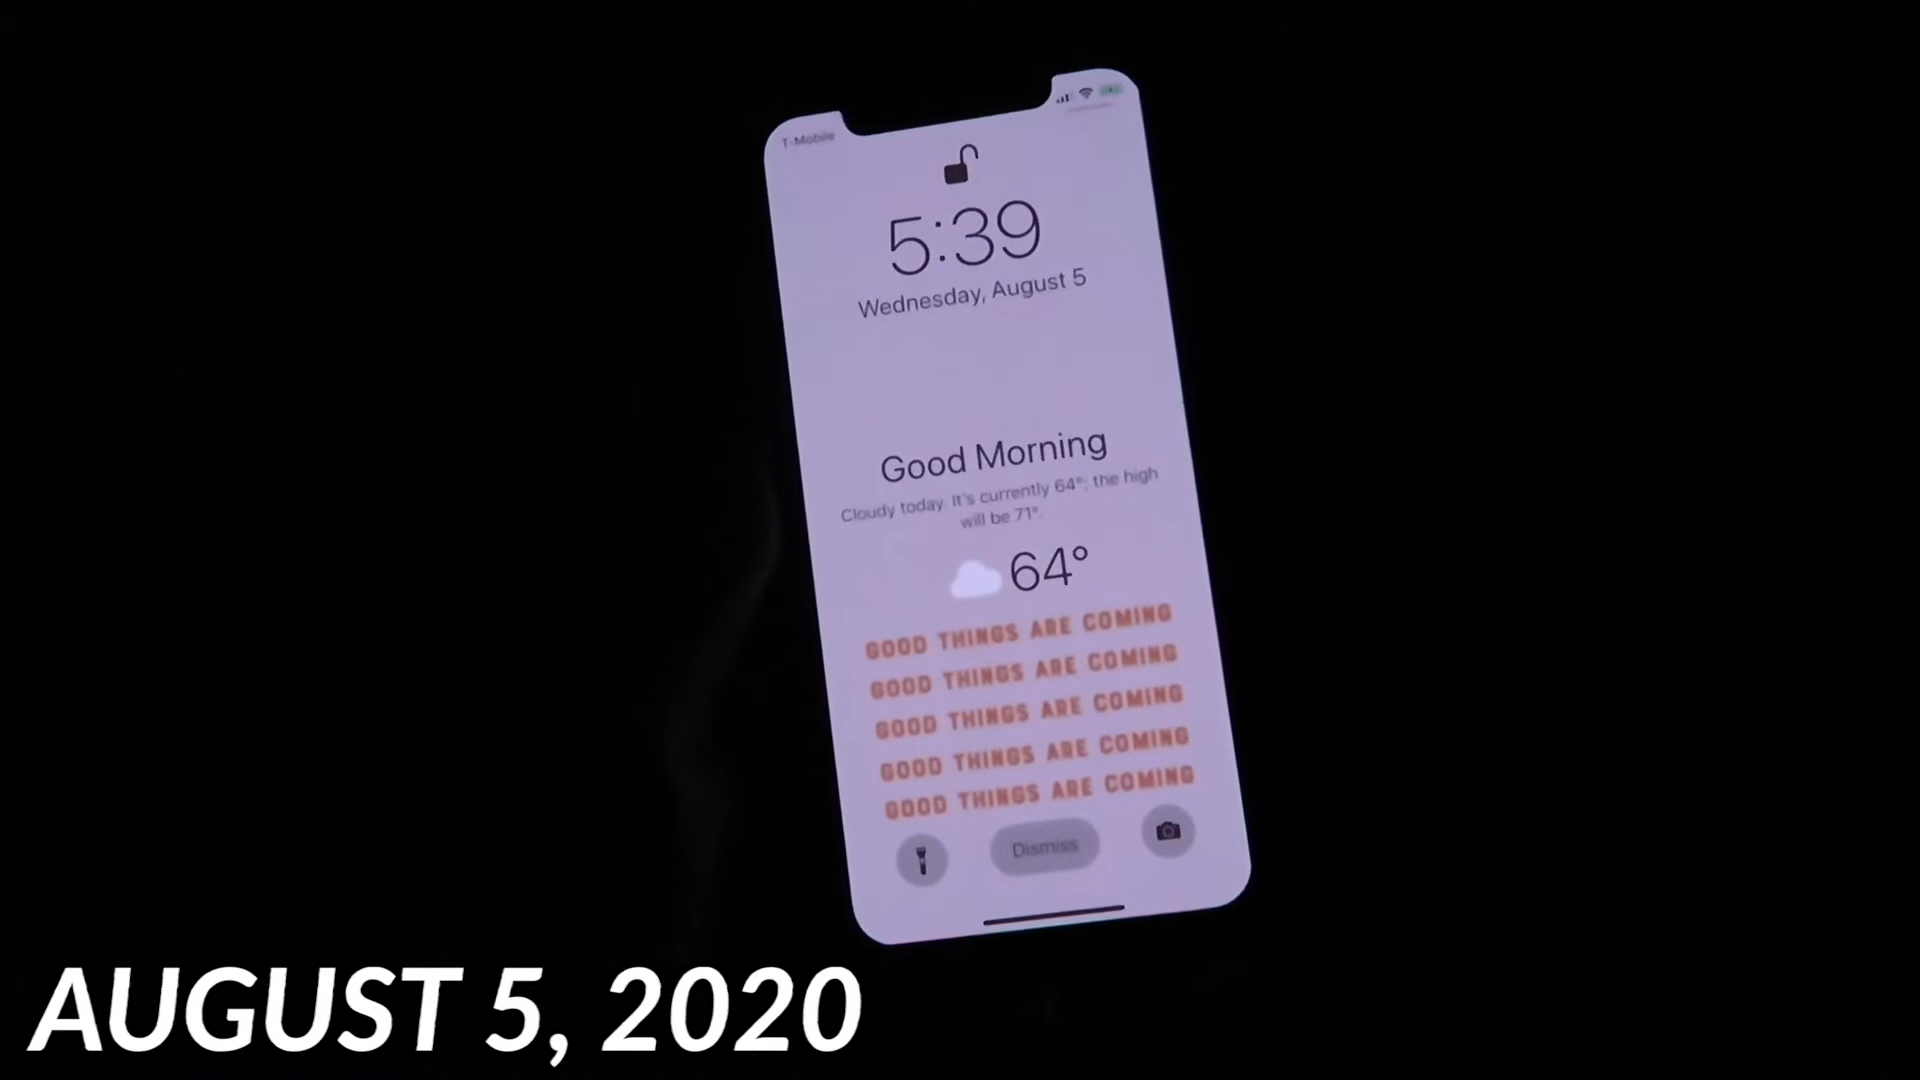 T-Mobile
5:39
Wednesday, August 5
Good Morning
Cloudy today. It's currently 64°; the high
will be 71°.
64°
GOOD THINGS ARE COMING
GOOD THINGS ARE COMING
GOOD THINGS ARE COMING
GOOD THINGS ARE COMING
GOOD THINGS ARE COMING
Dismiss
AUGUST 5, 2020